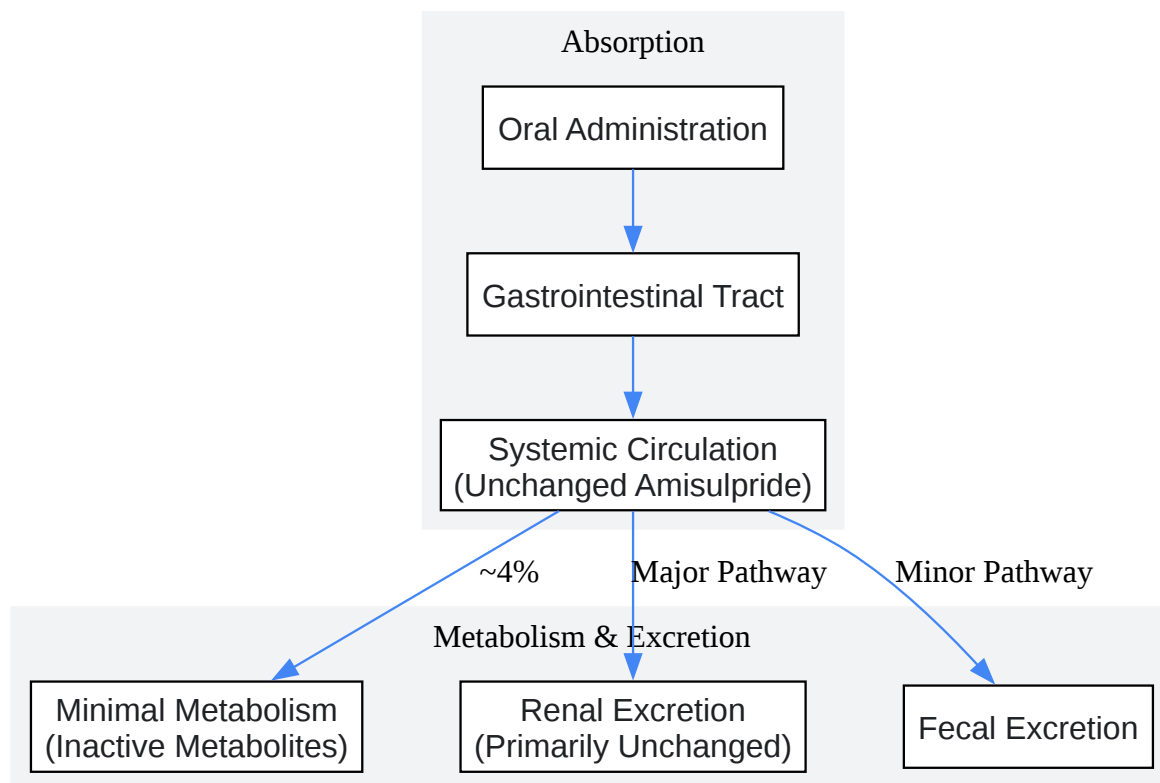 Absorption
Oral Administration
Gastrointestinal Tract
Systemic Circulation
(Unchanged Amisulpride)
~4%
Major Pathway
Minor Pathway
Metabolism & Excretion
Minimal Metabolism
(Inactive Metabolites)
Renal Excretion
(Primarily Unchanged)
Fecal Excretion